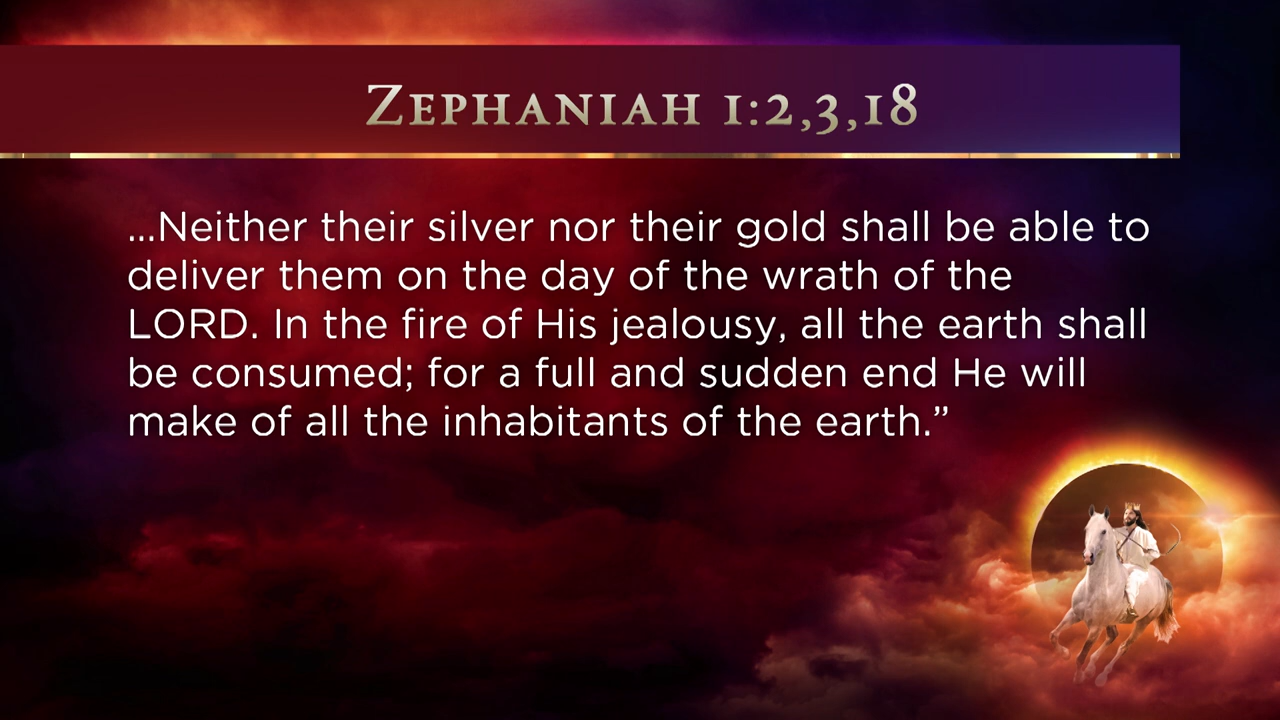 Zephaniah 1:2,3,18
...Neither their silver nor their gold shall be able to
deliver them on the day of the wrath of the
LORD. In the fire of His jealousy, all the earth shall
be consumed; for a full and sudden end He will
make of all the inhabitants of the earth.”